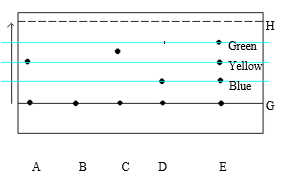 H
Green
Yellow
Blue
G
A B C D E